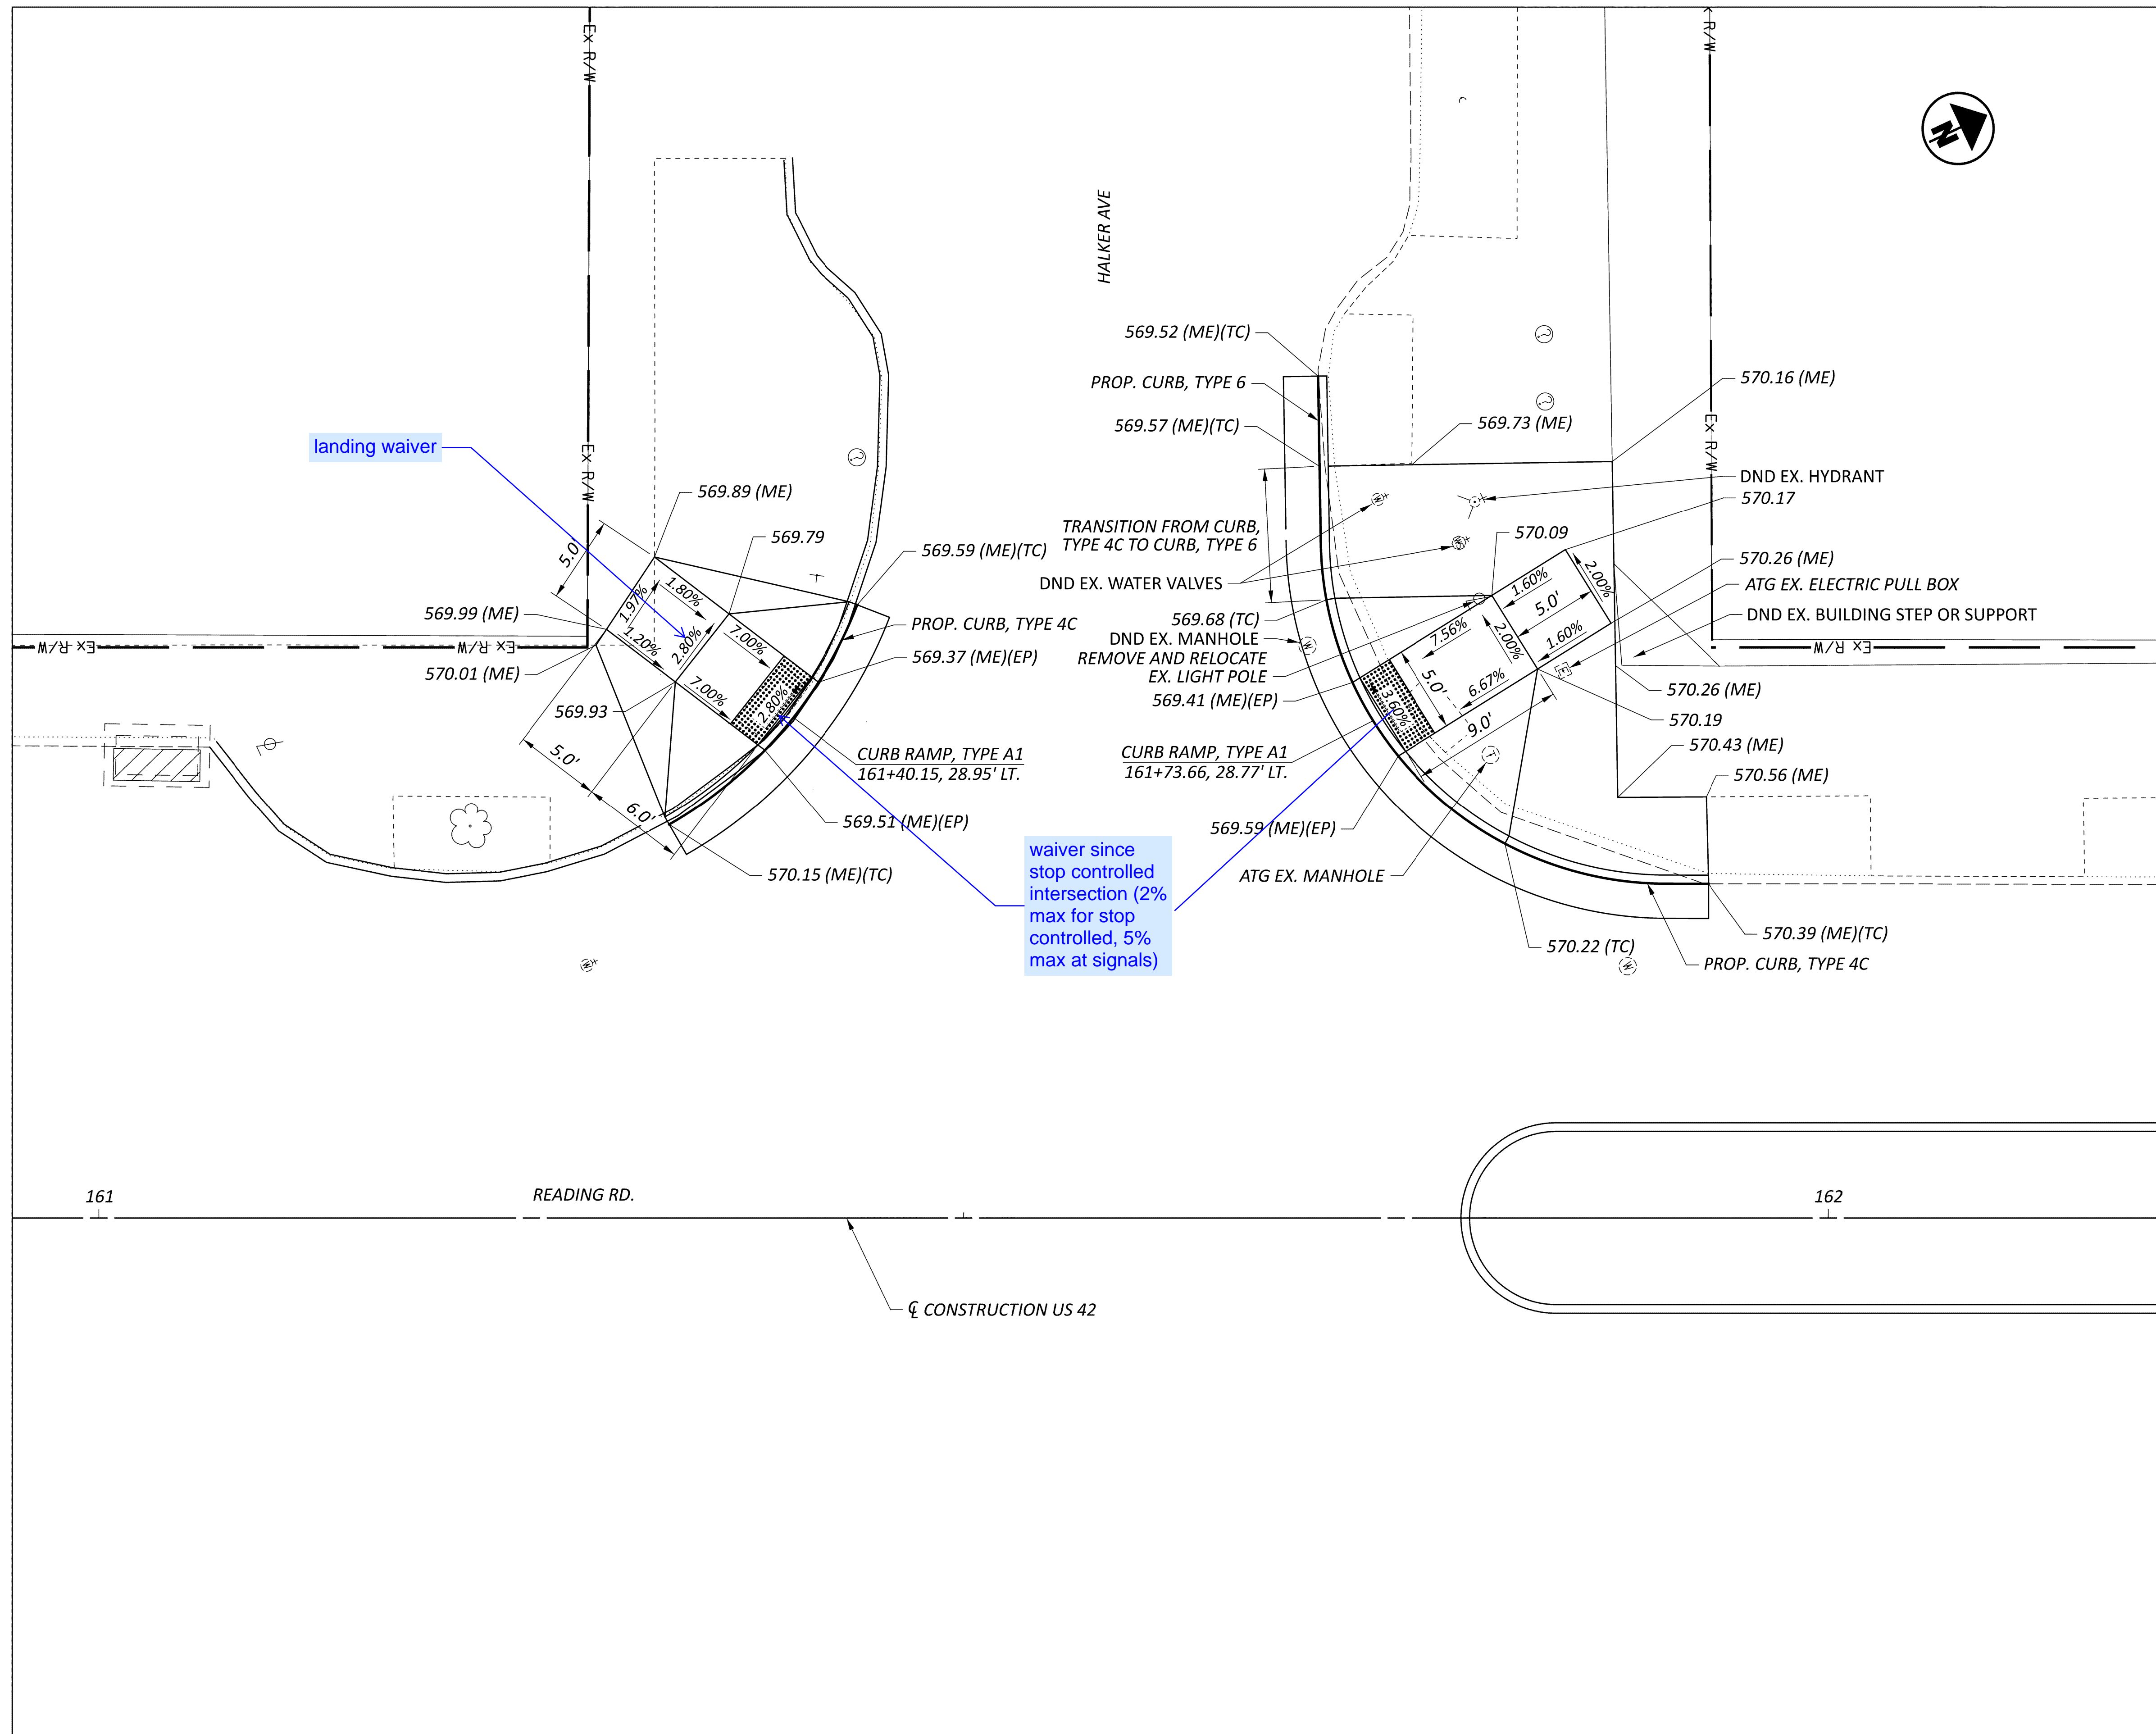 Ex R/W
R/W
N
HALKER AVE
569.52 (ME)(TC)
PROP. CURB, TYPE 6
570.16 (ME)
569.57 (ME)(TC)
569.73 (ME)
Ex R/W
landing waiver
Ex R/W
569.89 (ME)
DND EX. HYDRANT
570.17
TRANSITION FROM CURB,
TYPE 4C TO CURB, TYPE 6
569.79
570.09
5.0'
569.59 (ME)(TC)
570.26 (ME)
DND EX. WATER VALVES
ATG EX. ELECTRIC PULL BOX
1.80%
1.97%
1.60%
2.00%
5.0'
569.99 (ME)
DND EX. BUILDING STEP OR SUPPORT
569.68 (TC)
PROP. CURB, TYPE 4C
DND EX. MANHOLE
7.56%
2.00%
1.60%
1.20%
2.80%
7.00%
Ex R/W
Ex R/W
Ex R/W
REMOVE AND RELOCATE
EX. LIGHT POLE
569.37 (ME)(EP)
570.01 (ME)
7.00%
5.0'
6.67%
E
570.26 (ME)
569.41 (ME)(EP)
2.80%
3.60%
569.93
9.0'
570.19
570.43 (ME)
5.0'
CURB RAMP, TYPE A1
161+40.15, 28.95' LT.
CURB RAMP, TYPE A1
161+73.66, 28.77' LT.
T
570.56 (ME)
6.0'
569.51 (ME)(EP)
569.59 (ME)(EP)
waiver since
stop controlled
intersection (2%
max for stop
controlled, 5%
max at signals)
570.15 (ME)(TC)
ATG EX. MANHOLE
W
W
W
W
W
570.22 (TC)
570.39 (ME)(TC)
PROP. CURB, TYPE 4C
161
READING RD.
162
℄ CONSTRUCTION US 42